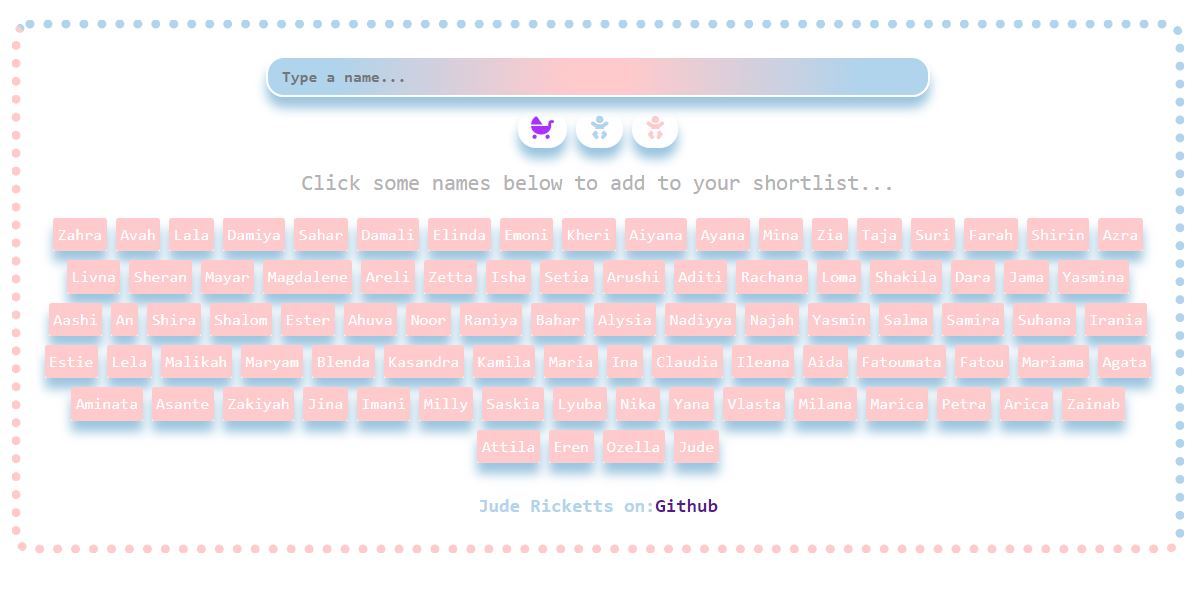 Type a name...
Click some names below to add to your shortlist...
Zahra Avah Lala Damiya Sahar Damali Elinda Emoni Kheri Aiyana Ayana Mina Zia Taja Suri Farah Shirin Azra
Livna Sheran Mayar Magdalene Areli Zetta Isha Setia Arushi Aditi Rachana Loma Shakila Dara Jama Yasmina
Aashi An Shira Shalom Ester Ahuva Noor Raniya Bahar Alysia Nadiyya Najah Yasmin Salma Samira Suhana Irania
Estie Lela Malikah Maryam Blenda Kasandra Kamila Maria Ina Claudia Ileana Aida Fatoumata Fatou Mariama Agata
Aminata Asante Zakiyah Jina Imani Milly Saskia Lyuba Nika Yana Vlasta Milana Marica Petra Arica Zainab
Attila Eren Ozella Jude
Jude Ricketts on:Github